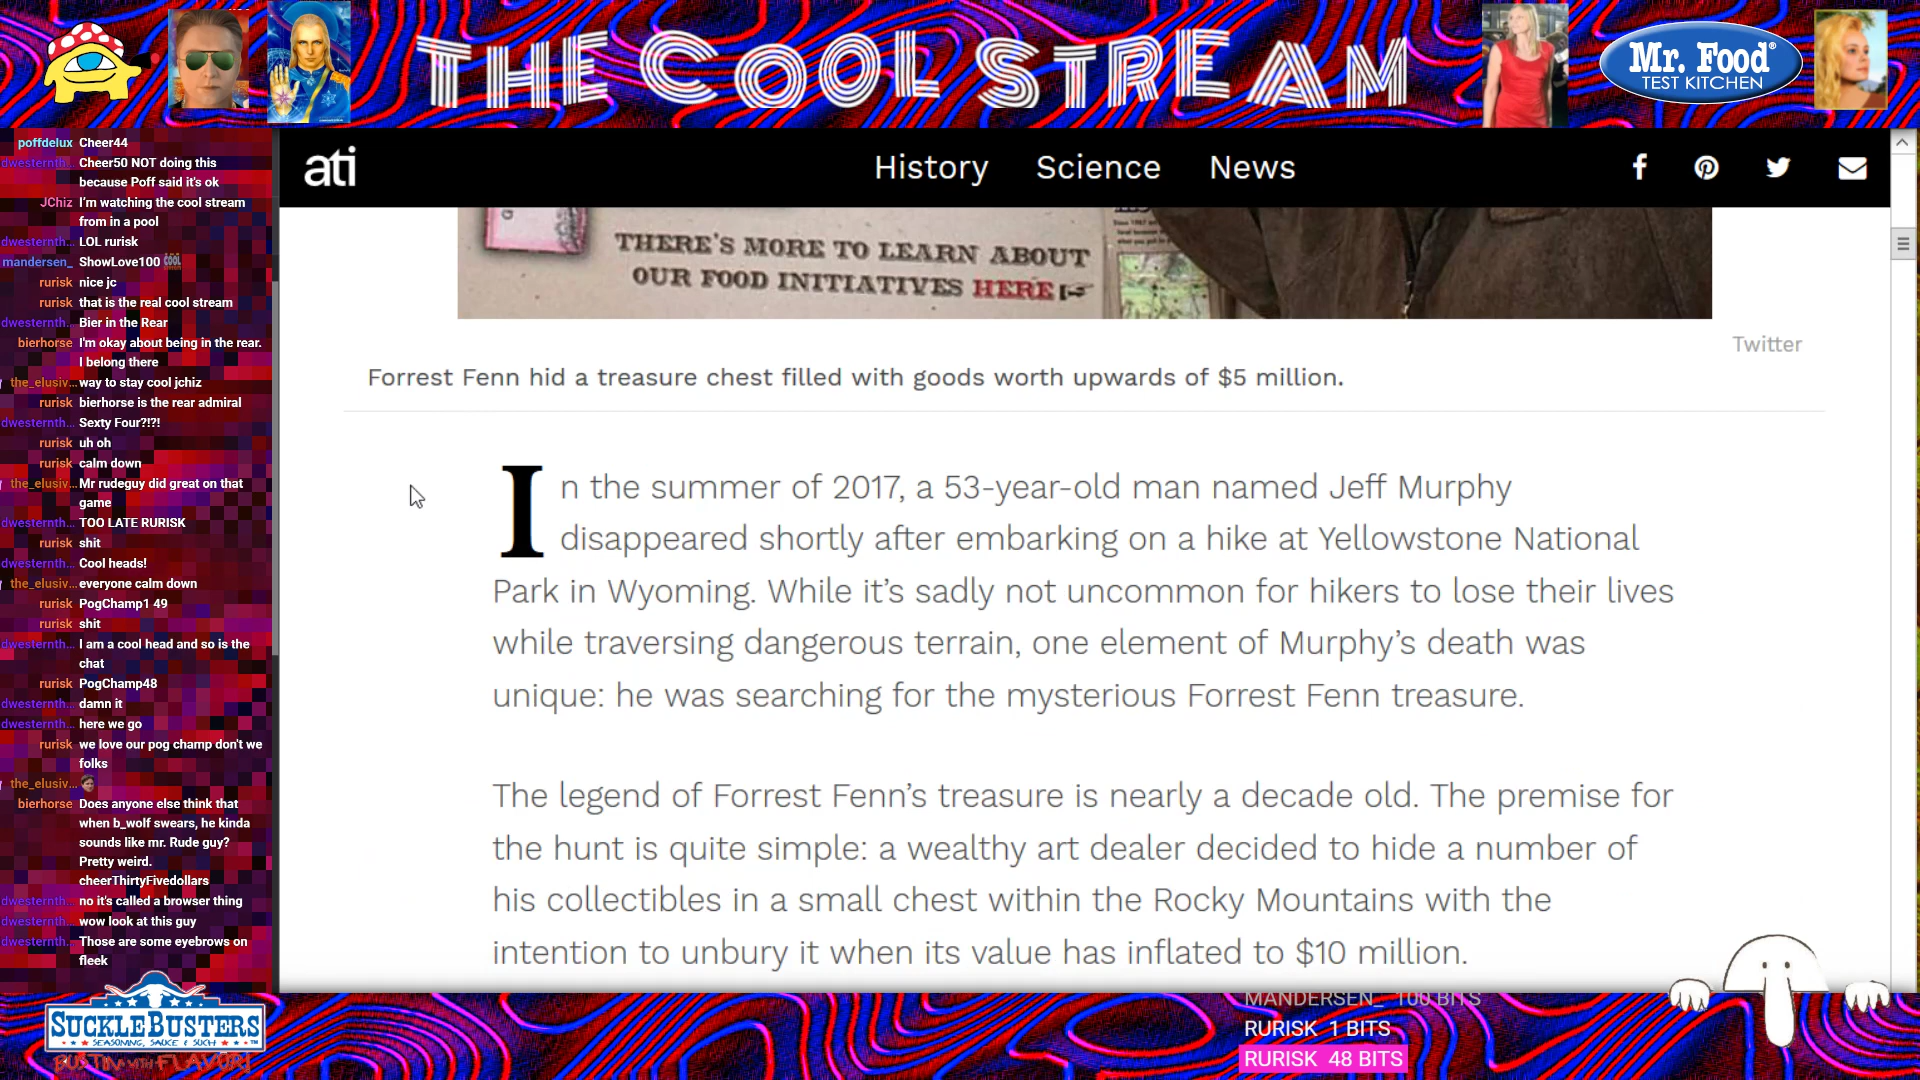 THE COOL STREAM
Mr. Food®
TEST KITCHEN
poffdelux Cheer44
dwesternth... Cheer50 NOT doing this
because Poff said it's ok
JChiz I'm watching the cool stream
from in a pool
dwesternth... LOL rurisk
mandersen_ ShowLove100
rurisk nice jc
rurisk that is the real cool stream
dwesternth... Bier in the Rear
bierhorse I'm okay about being in the rear.
I belong there
the_elusiv... way to stay cool jchiz
rurisk bierhorse is the rear admiral
dwesternth... Sexty Four?!?!
rurisk uh oh
rurisk calm down
the_elusiv... Mr rudeguy did great on that
game
dwesternth... TOO LATE RURISK
rurisk shit
dwesternth... Cool heads!
the_elusiv... everyone calm down
rurisk PogChamp1 49
rurisk shit
dwesternth... I am a cool head and so is the
chat
rurisk PogChamp48
dwesternth... damn it
dwesternth... here we go
rurisk we love our pog champ don't we
folks
the_elusiv...
bierhorse Does anyone else think that
when b_wolf swears, he kinda
sounds like mr. Rude guy?
Pretty weird.
cheerThirtyFivedollars
dwesternth... no it's called a browser thing
dwesternth... wow look at this guy
dwesternth... Those are some eyebrows on
fleek
ati
History Science News
THERE'S MORE TO LEARN ABOUT
OUR FOOD INITIATIVES HERE
Twitter
Forrest Fenn hid a treasure chest filled with goods worth upwards of $5 million.
In the summer of 2017, a 53-year-old man named Jeff Murphy
disappeared shortly after embarking on a hike at Yellowstone National
Park in Wyoming. While it's sadly not uncommon for hikers to lose their lives
while traversing dangerous terrain, one element of Murphy's death was
unique: he was searching for the mysterious Forrest Fenn treasure.
The legend of Forrest Fenn's treasure is nearly a decade old. The premise for
the hunt is quite simple: a wealthy art dealer decided to hide a number of
his collectibles in a small chest within the Rocky Mountains with the
intention to unbury it when its value has inflated to $10 million.
SUCKLEBUSTERS
SEASONING, SAUCE & SUCH
BUSTIN WITH FLAVOR!
MANDERSEN_ 100 BITS
RURISK 1 BITS
RURISK 48 BITS